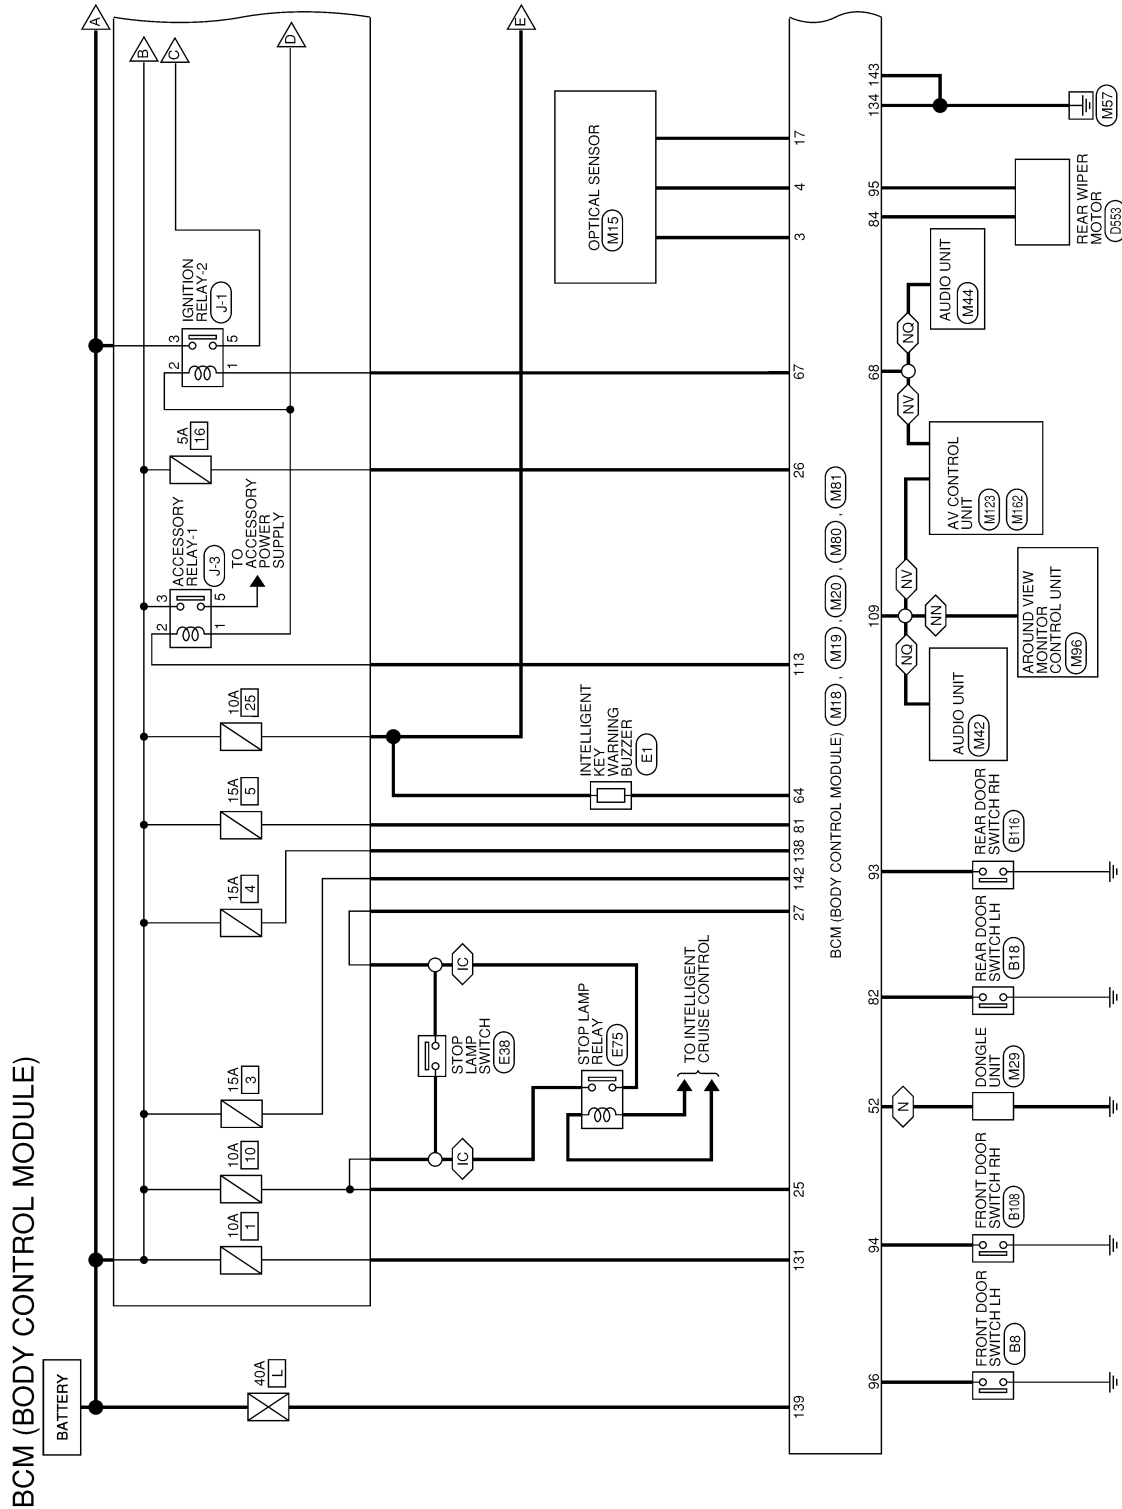 BCM (BODY CONTROL MODULE)
BATTERY
A
B
C
D
E
40A
L
10A
1
10A
10
15A
3
15A
4
15A
5
10A
25
ACCESSORY
RELAY-1
J-3
2
3
1
5
TO
ACCESSORY
POWER
SUPPLY
5A
16
IGNITION
RELAY-2
J-1
2
3
1
5
IC
IC
STOP
LAMP
SWITCH
E38
STOP LAMP
RELAY
E75
TO INTELLIGENT
CRUISE CONTROL
INTELLIGENT
KEY
WARNING
BUZZER
E1
OPTICAL SENSOR
M15
139
131
25
27
142
138
81
64
113
26
67
3
4
17
BCM (BODY CONTROL MODULE) M18 , M19 , M20 , M80 , M81
96
94
52
82
93
109
68
84
95
134
143
FRONT DOOR
SWITCH LH
B8
FRONT DOOR
SWITCH RH
B108
N
DONGLE
UNIT
M29
REAR DOOR
SWITCH LH
B18
REAR DOOR
SWITCH RH
B116
NQ
NN
NV
AUDIO UNIT
M42
AROUND VIEW
MONITOR
CONTROL UNIT
M96
AV CONTROL
UNIT
M123
M162
NV
NQ
AUDIO UNIT
M44
REAR WIPER
MOTOR
D553
M57